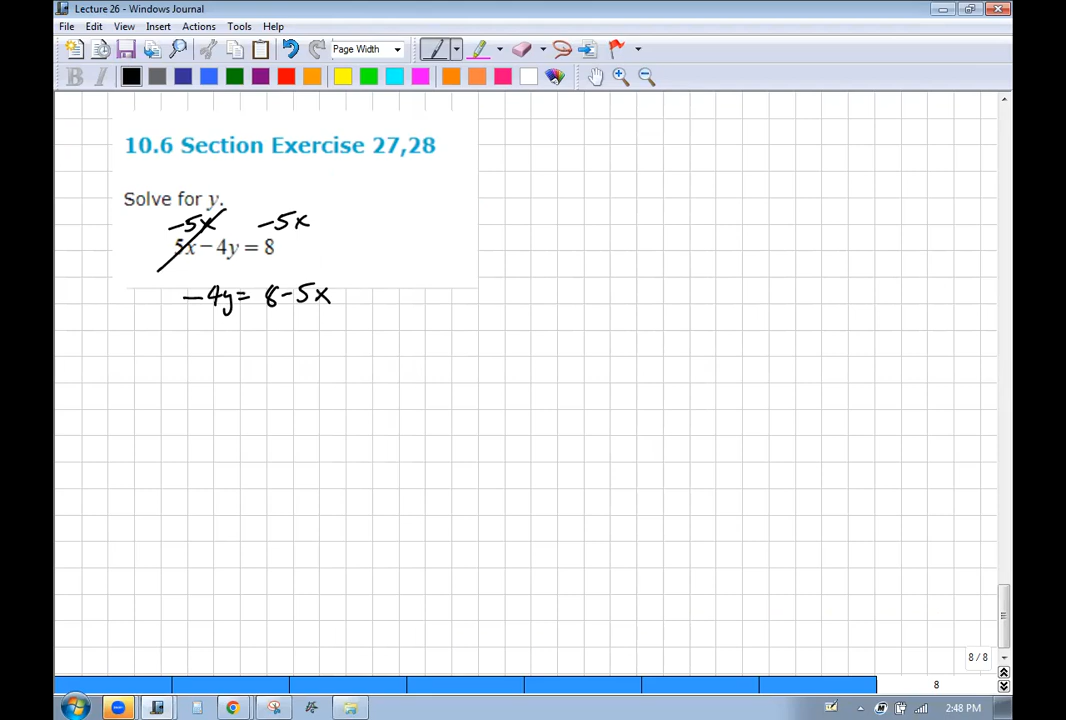 Lecture 26 - Windows Journal
File Edit View Insert Actions Tools Help
Page Width
B I
10.6 Section Exercise 27,28
Solve for y.
-5x -5x
5x - 4y = 8
-4y = 8-5x
8 / 8
8
2:48 PM